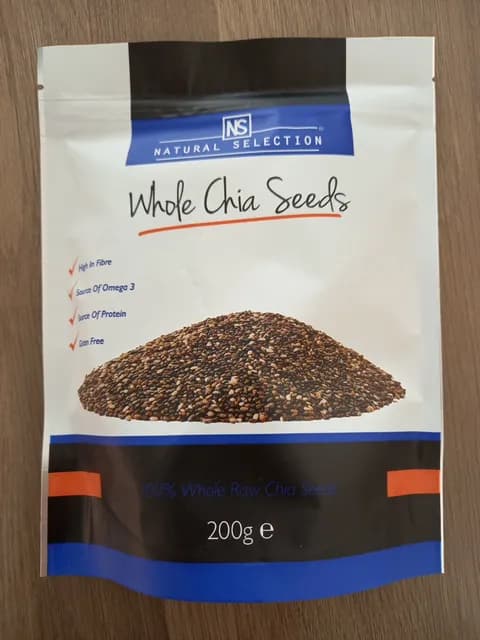 NS
NATURAL SELECTION
Whole Chia Seeds
High In Fibre
Source Of Omega 3
Source Of Protein
Gluten Free
100% Whole Raw Chia Seeds
200g e